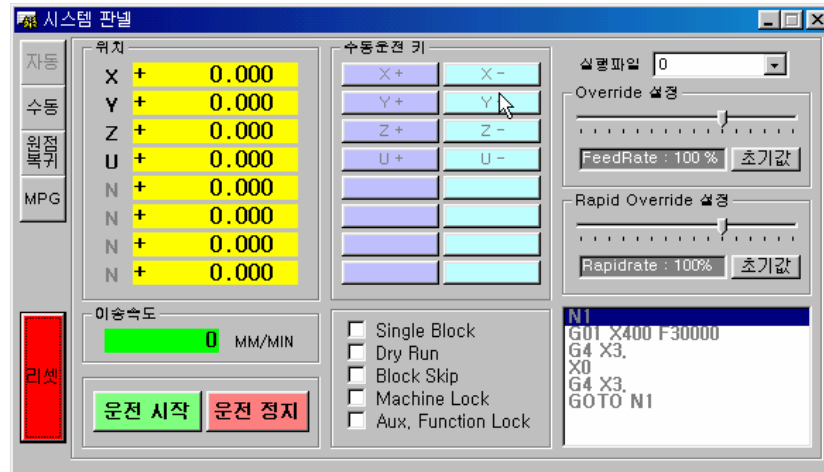 시스템 판넬
자동
수동
원점
복귀
MPG
리셋
위치
X + 0.000
Y + 0.000
Z + 0.000
U + 0.000
N + 0.000
N + 0.000
N + 0.000
N + 0.000
이송속도
0 MM/MIN
운전 시작
운전 정지
수동운전 키
X + X -
Y + Y
Z + Z -
U + U -
Single Block
Dry Run
Block Skip
Machine Lock
Aux. Function Lock
실행파일 0
Override 설정
FeedRate : 100 % 초기값
Rapid Override 설정
Rapidrate : 100% 초기값
N1
G01 X400 F30000
G4 X3.
X0
G4 X3.
GOTO N1